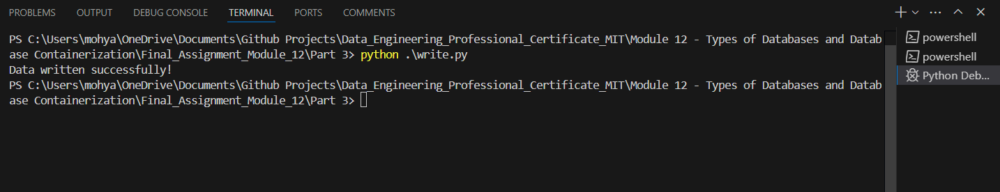 PROBLEMS OUTPUT DEBUG CONSOLE TERMINAL PORTS COMMENTS
PS C:\Users\mohya\OneDrive\Documents\Github Projects\Data_Engineering_Professional_Certificate_MIT\Module 12 - Types of Databases and Datab
ase Containerization\Final_Assignment_Module_12\Part 3> python .\write.py
Data written successfully!
PS C:\Users\mohya\OneDrive\Documents\Github Projects\Data_Engineering_Professional_Certificate_MIT\Module 12 - Types of Databases and Datab
ase Containerization\Final_Assignment_Module_12\Part 3>
powershell
powershell
Python Deb...